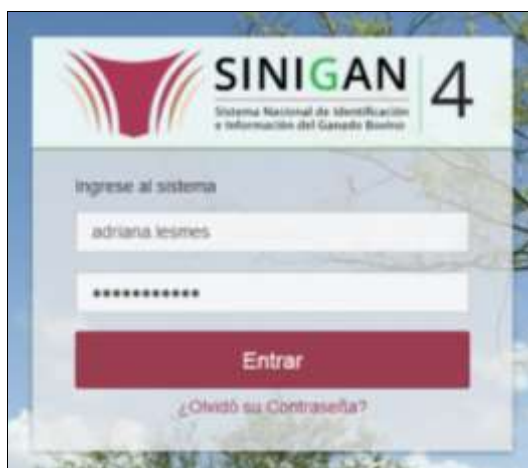 SINIGAN 4
Sistema Nacional de Identificación
e Información del Ganado Bovino
Ingrese al sistema
adriana lesmes
•••••••••••
Entrar
¿Olvidó su Contraseña?